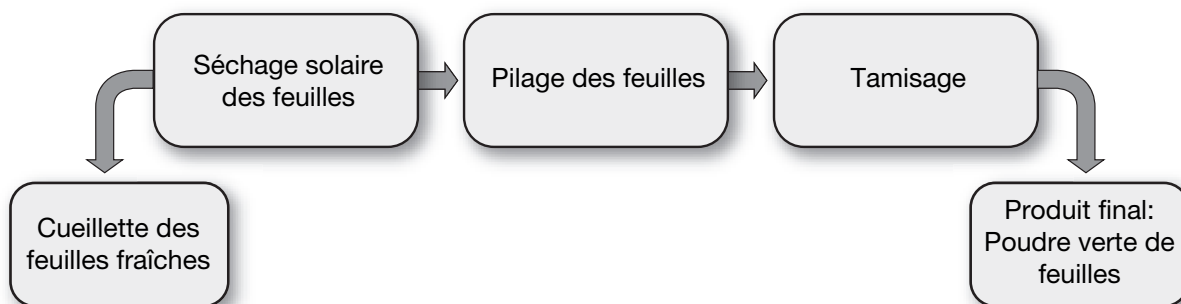 Séchage solaire
des feuilles
Pilage des feuilles
Tamisage
Cueillette des
feuilles fraîches
Produit final:
Poudre verte de
feuilles